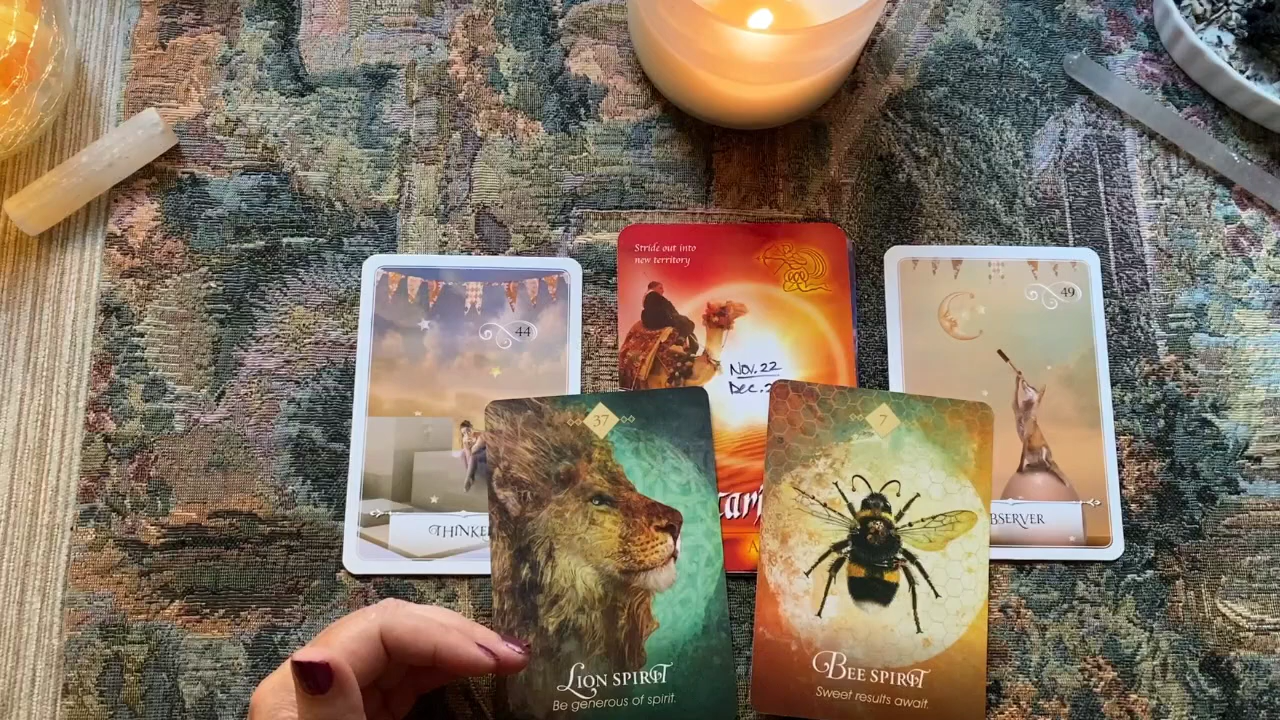 44
THINKE
Stride out into
new territory
Nov. 22
Dec. 2
49
BSERVER
37
LION SPIRIT
Be generous of spirit.
7
BEE SPIRIT
Sweet results await.